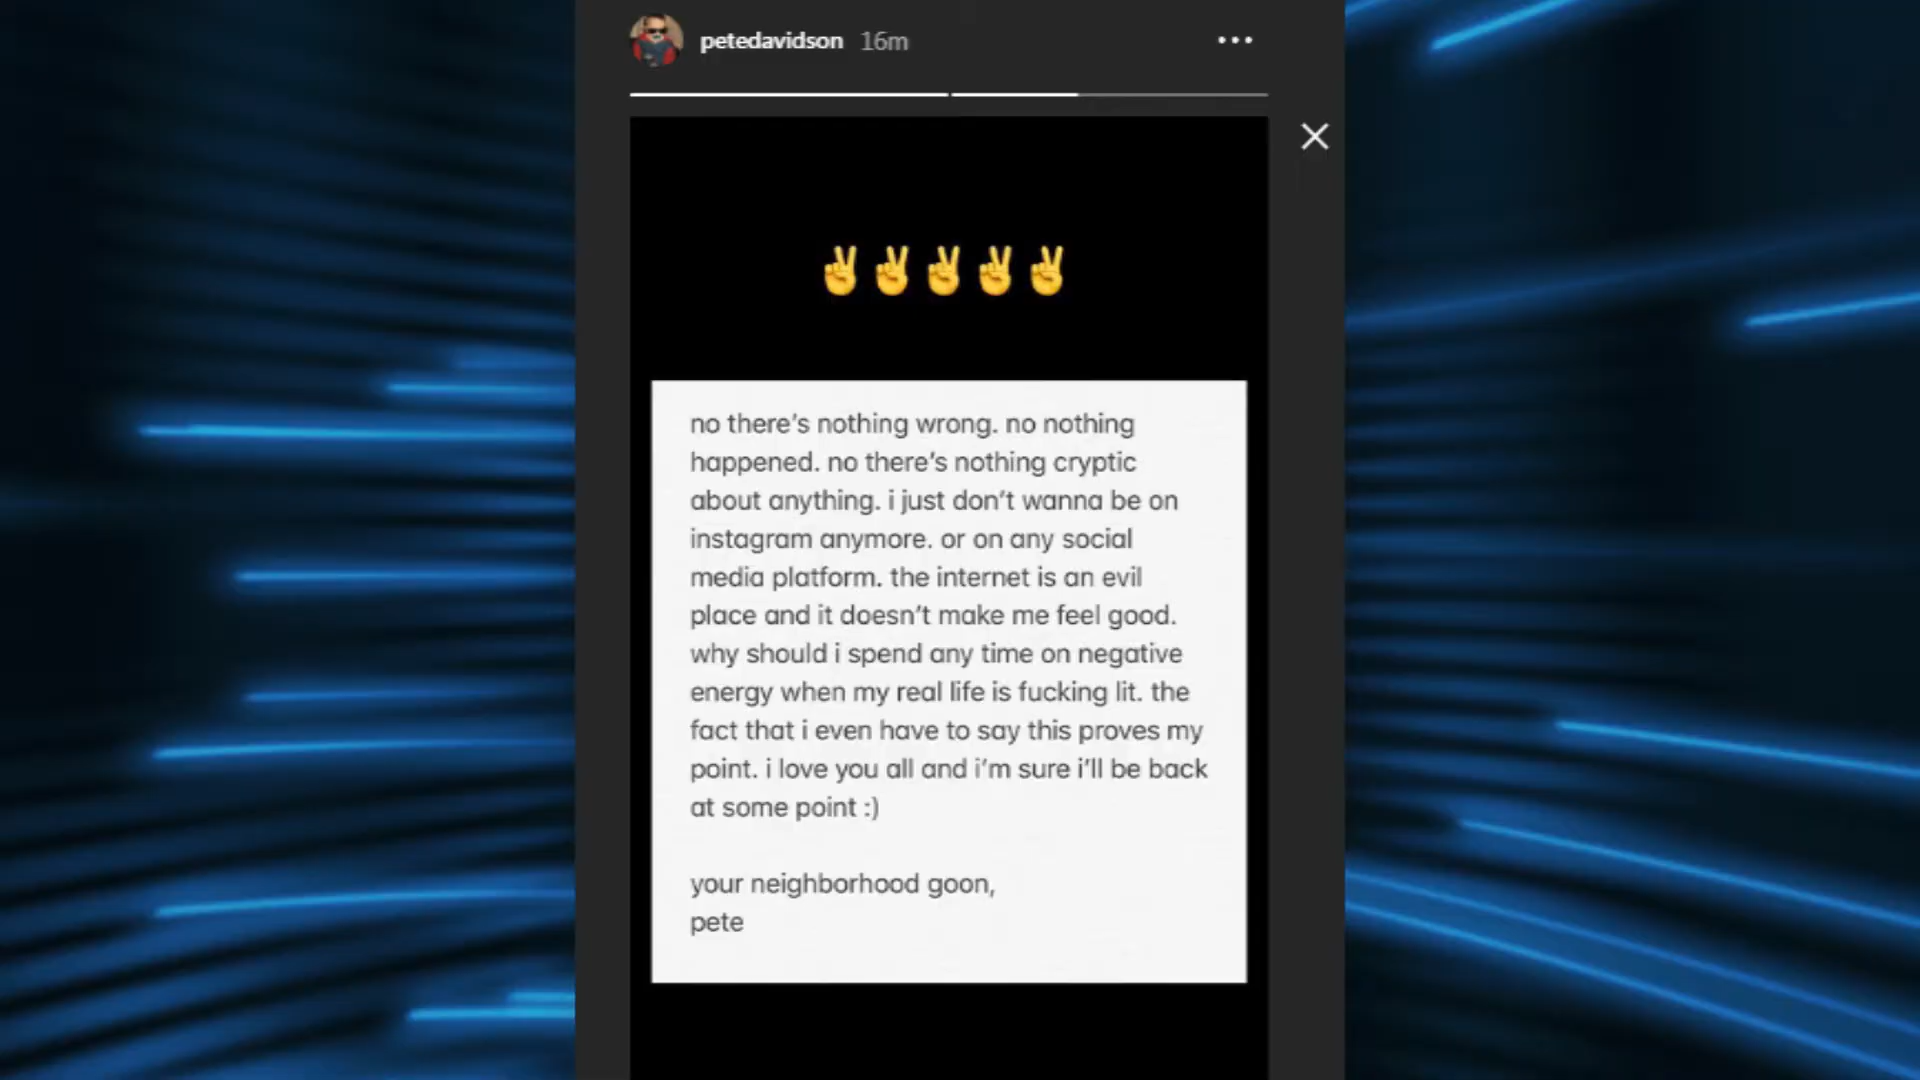 petedavidson 16m
✌✌✌✌✌
no there's nothing wrong. no nothing
happened. no there's nothing cryptic
about anything. i just don't wanna be on
instagram anymore. or on any social
media platform. the internet is an evil
place and it doesn't make me feel good.
why should i spend any time on negative
energy when my real life is fucking lit. the
fact that i even have to say this proves my
point. i love you all and i'm sure i'll be back
at some point :)
your neighborhood goon,
pete